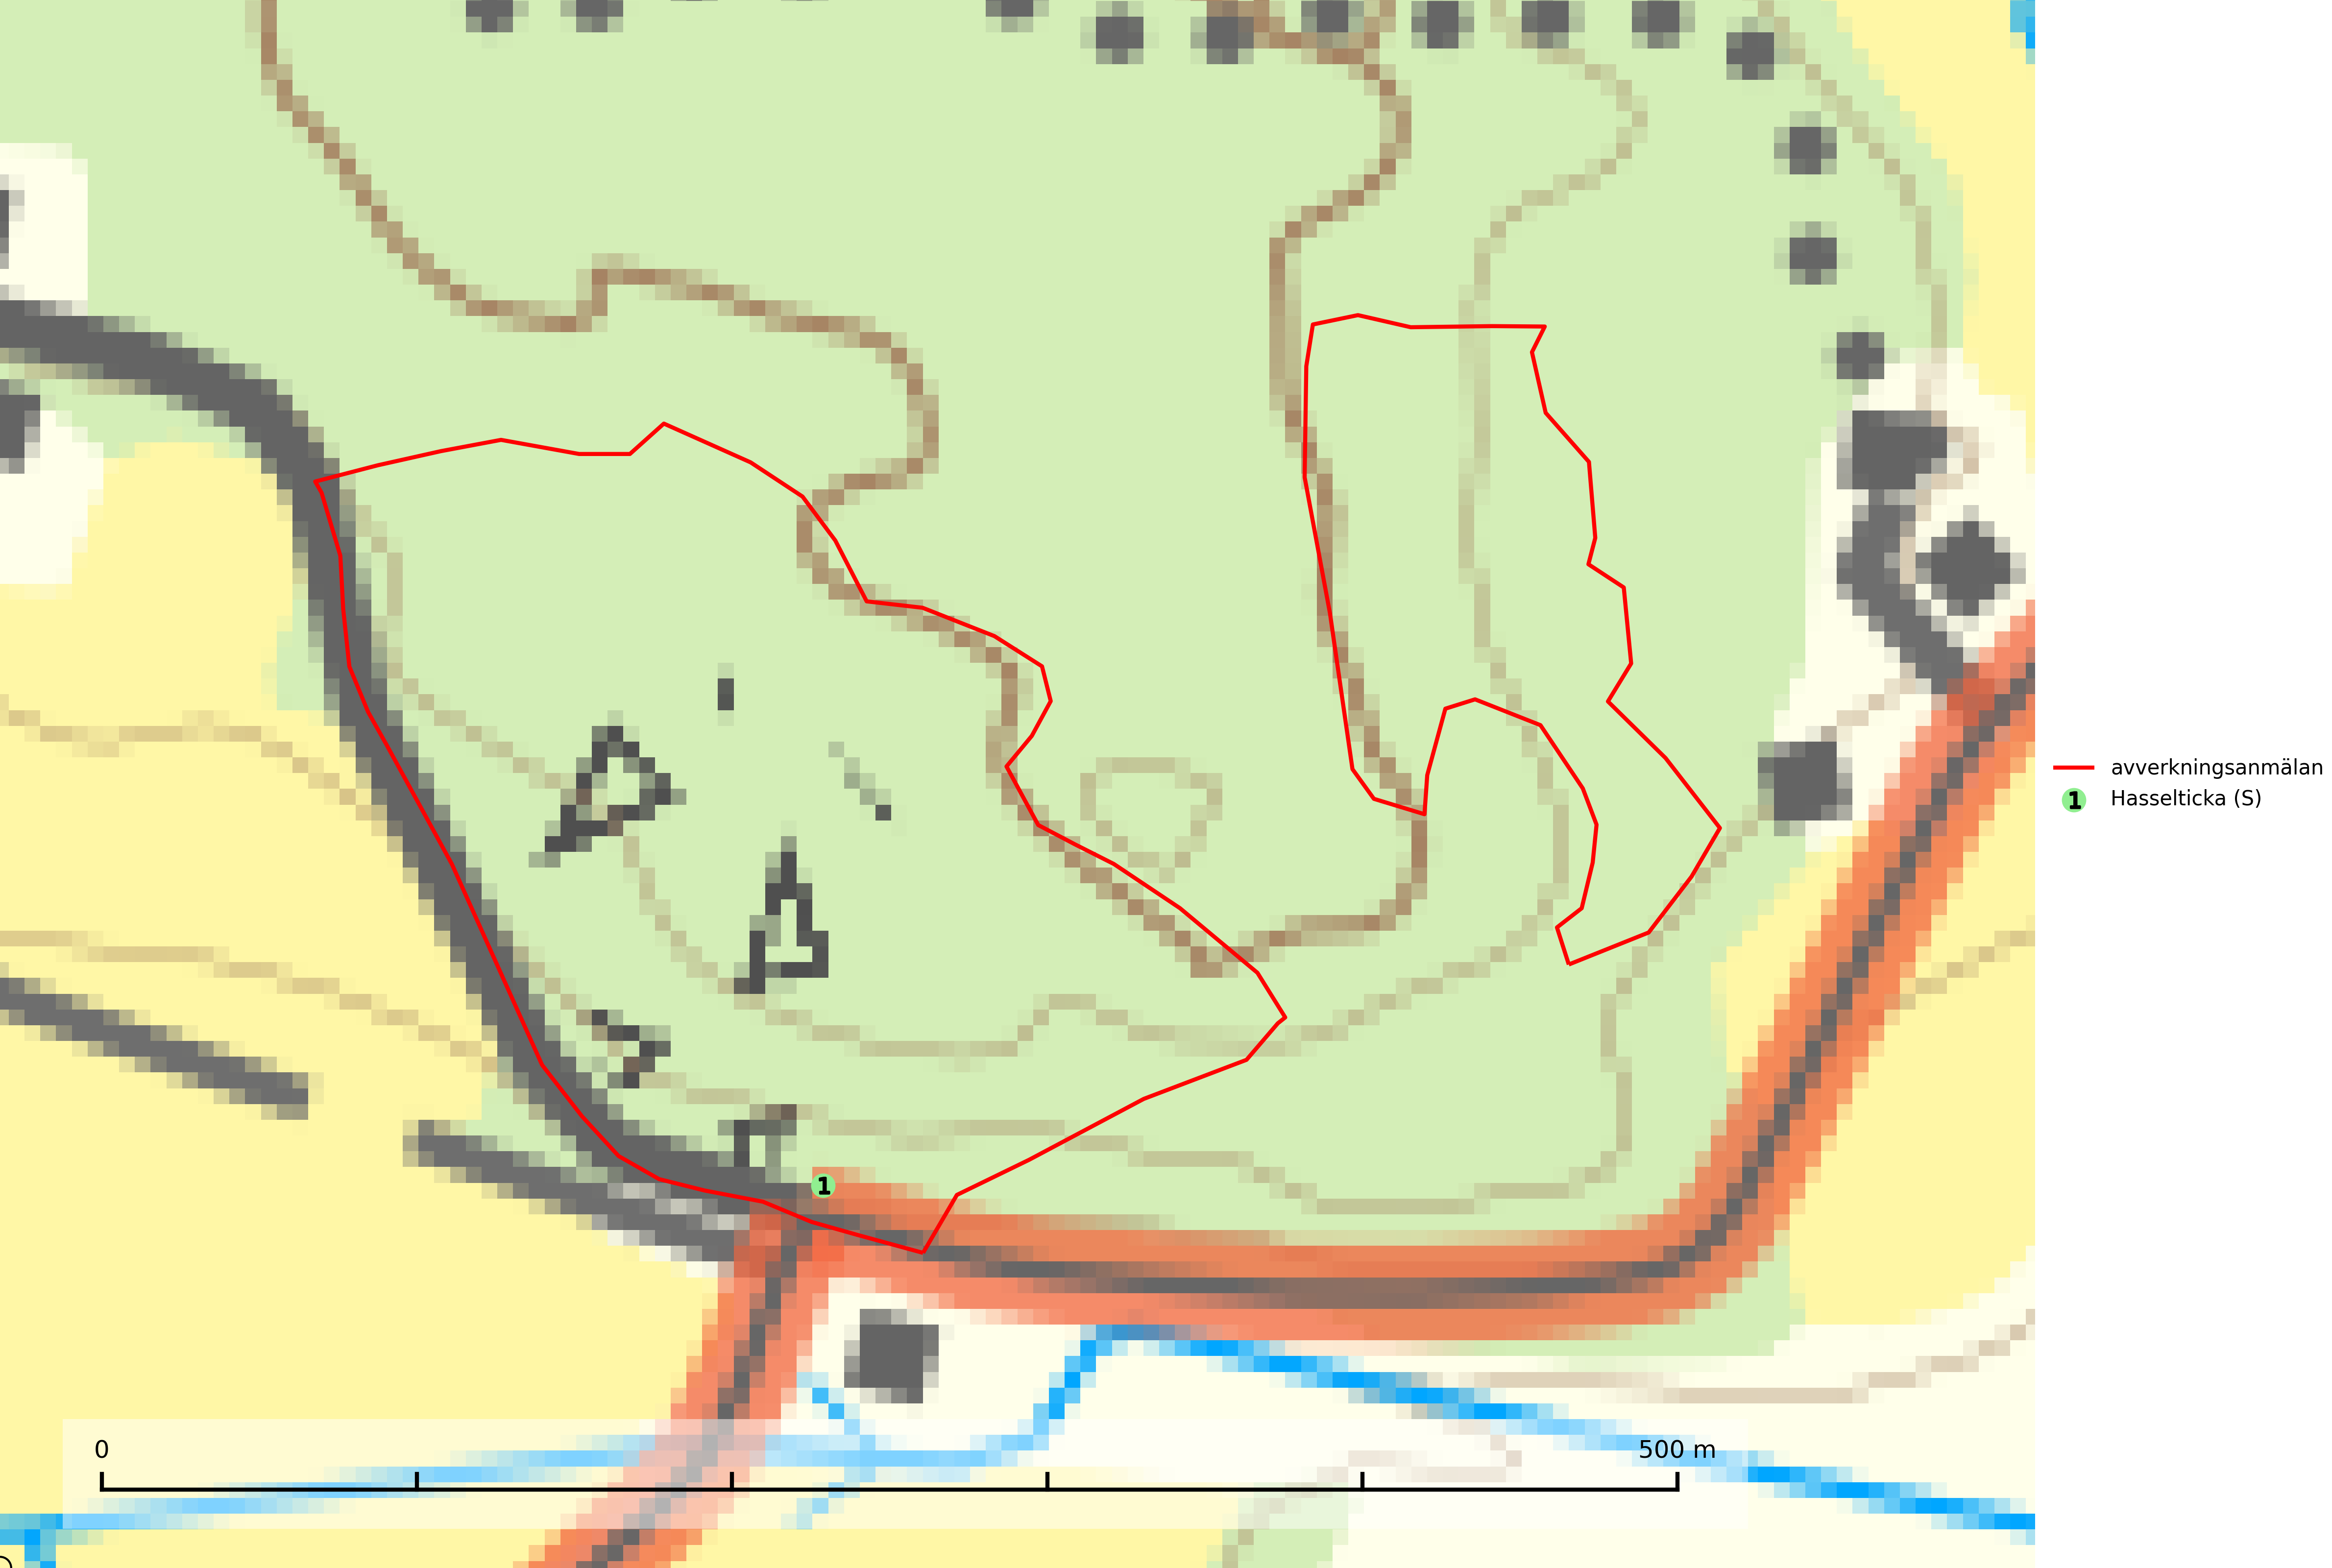 avverkningsanmälan
1 Hasselticka (S)
1
0 500 m